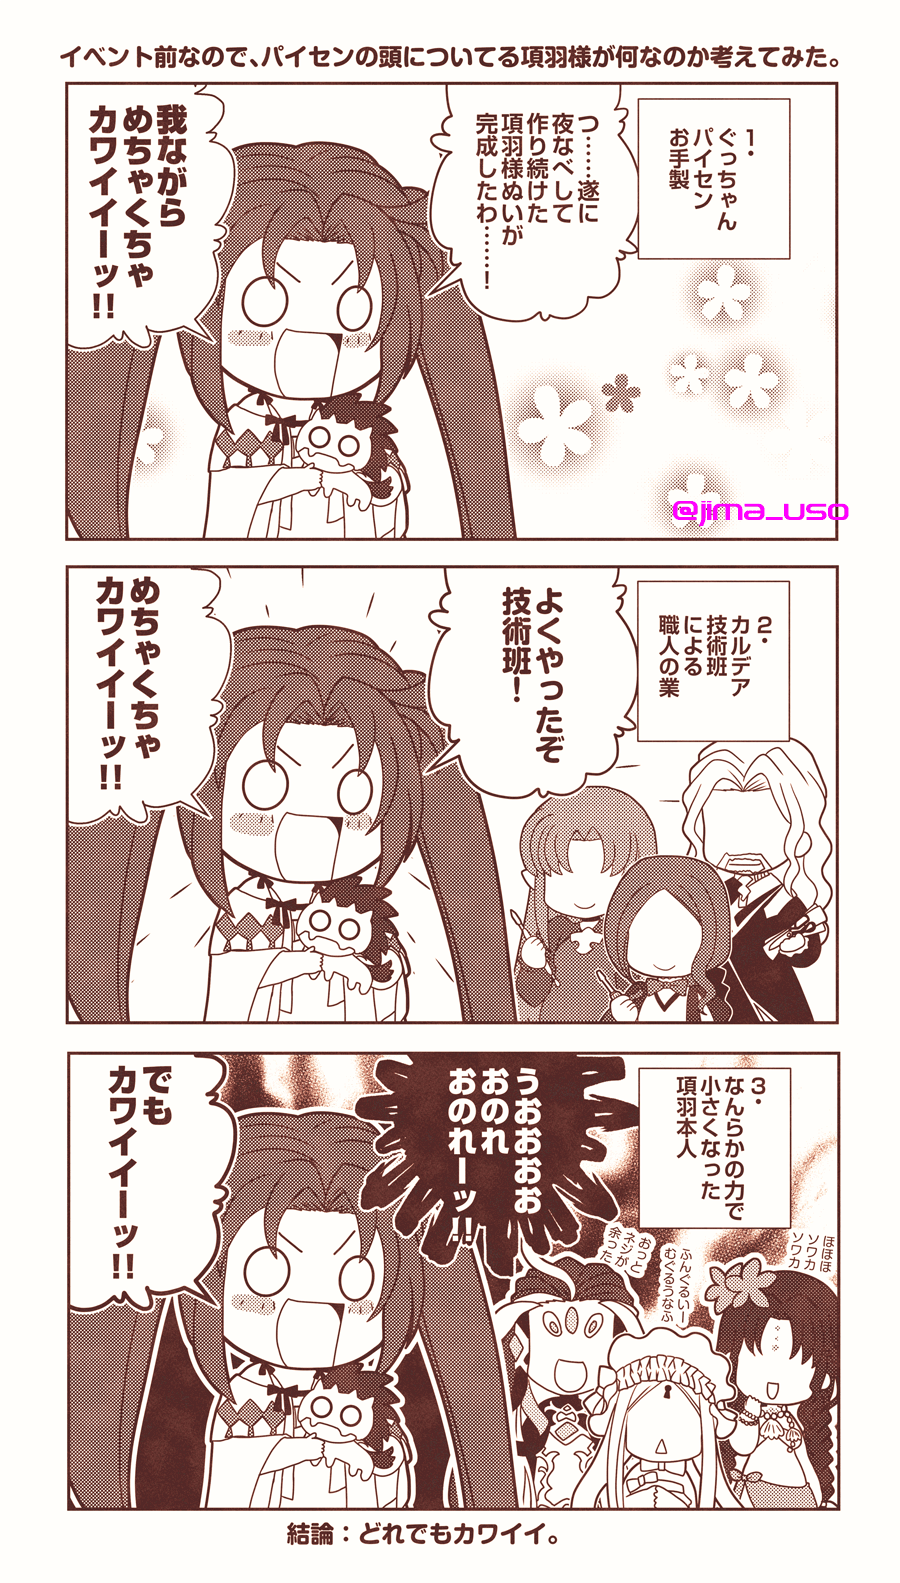 イベント前なので、パイセンの頭についてる項羽様が何なのか考えてみた。
1.
ぐっちゃん
パイセン
お手製
つ……遂に
夜なべして
作り続けた
項羽様ぬいが
完成したわ……!
我ながら
めちゃくちゃ
カワイイーッ!!
@jima_uso
2.
カルデア
技術班
による
職人の業
よくやったぞ
技術班!
めちゃくちゃ
カワイイーッ!!
3.
なんらかの力で
小さくなった
項羽本人
ほほほ
ソワカ
ソワカ
ふんぐるいー
むぐるうなふ
おっと
ネジが
余った
うおおおお
おのれ
おのれーッ!!
でも
カワイイーッ!!
結論：どれでもカワイイ。